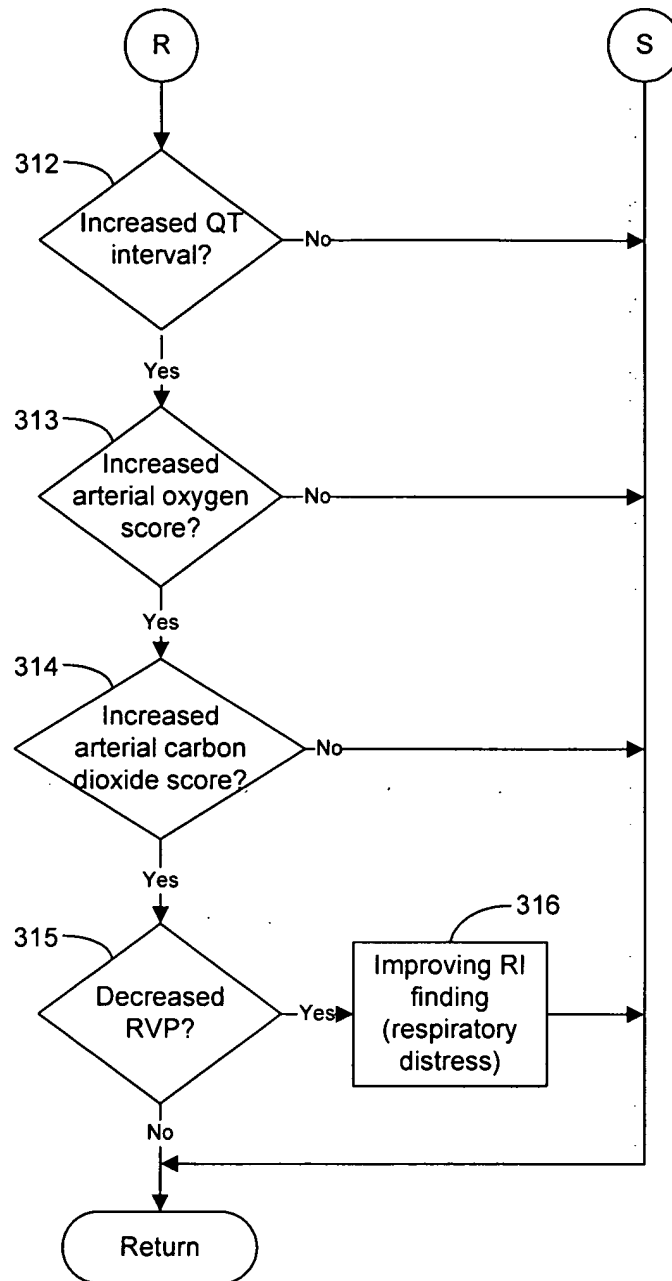 R
S
312
Increased QT
interval?
No
Yes
313
Increased
arterial oxygen
score?
No
Yes
314
Increased
arterial carbon
dioxide score?
No
Yes
315
Decreased
RVP?
Yes
316
Improving RI
finding
(respiratory
distress)
No
Return